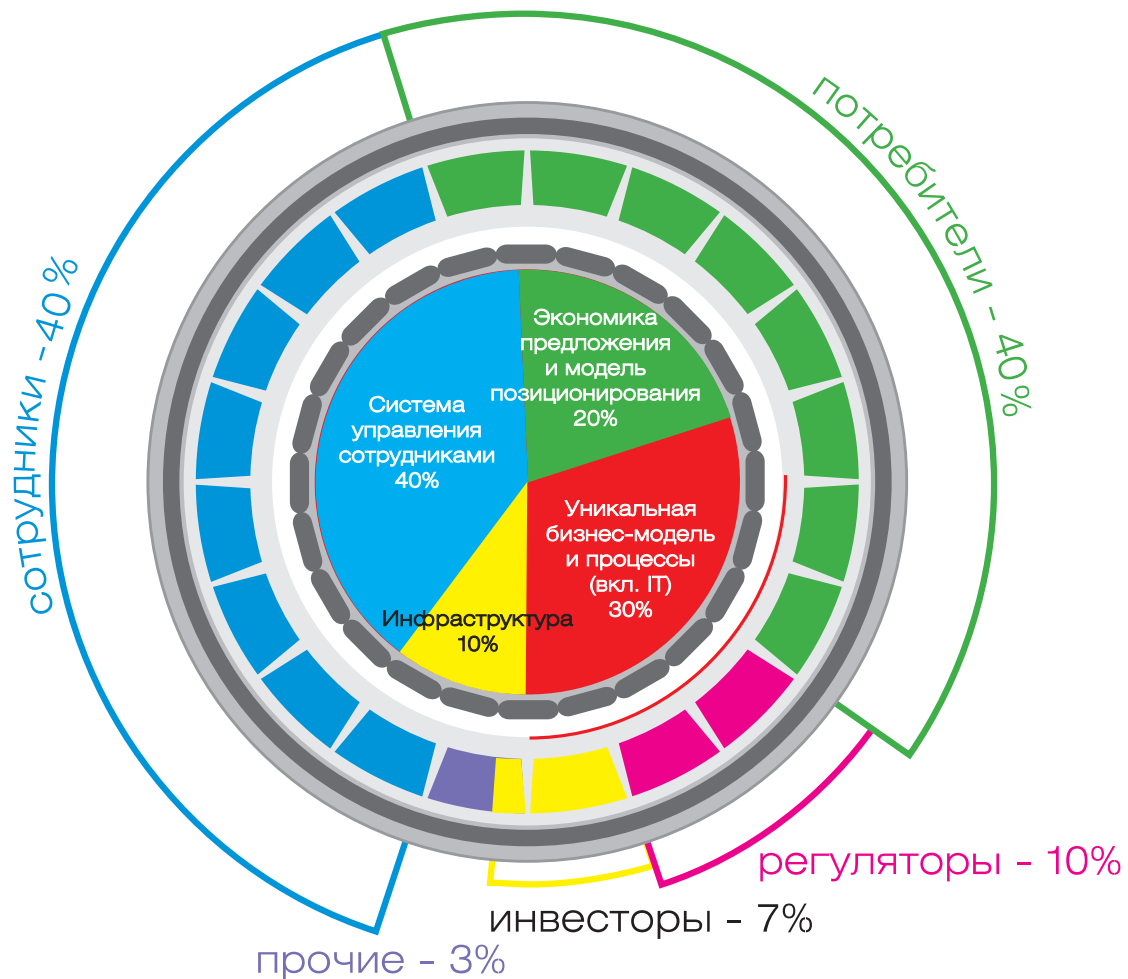 потребители - 40%
сотрудники - 40%
Экономика
предложения
и модель
позиционирования
20%
Система
управления
сотрудниками
40%
Уникальная
бизнес-модель
и процессы
(вкл. IT)
30%
Инфраструктура
10%
регуляторы - 10%
инвесторы - 7%
прочие - 3%